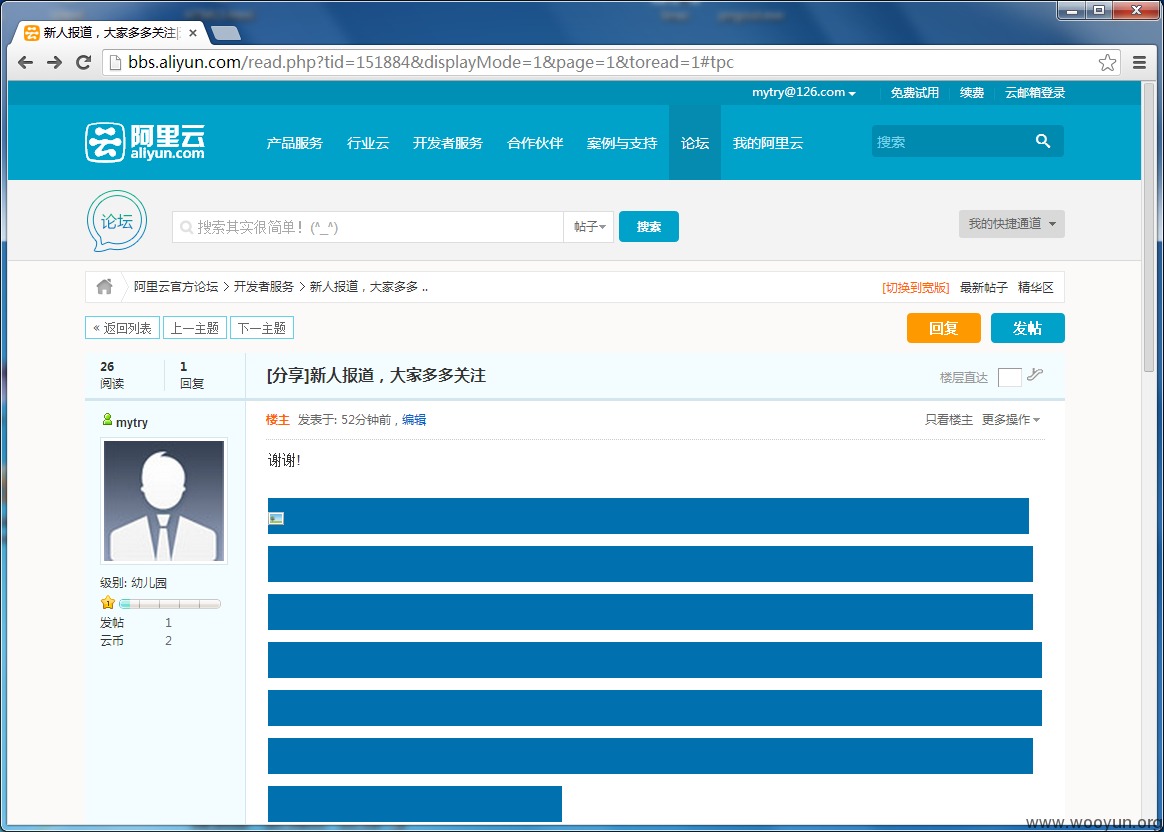 新人报道，大家多多关注|
bbs.aliyun.com/read.php?tid=151884&displayMode=1&page=1&toread=1#tpc
mytry@126.com 免费试用 续费 云邮箱登录
阿里云 aliyun.com
产品服务 行业云 开发者服务 合作伙伴 案例与支持 论坛 我的阿里云 搜索
论坛 搜索其实很简单！(^_^) 帖子 搜索 我的快捷通道
阿里云官方论坛 > 开发者服务 > 新人报道，大家多多 .. [切换到宽版] 最新帖子 精华区
« 返回列表 上一主题 下一主题 回复 发帖
26 阅读 1 回复 [分享]新人报道，大家多多关注 楼层直达
mytry 楼主 发表于: 52分钟前 , 编辑 只看楼主 更多操作
谢谢!
级别: 幼儿园
1
发帖 1
云币 2
www.wooyun.org